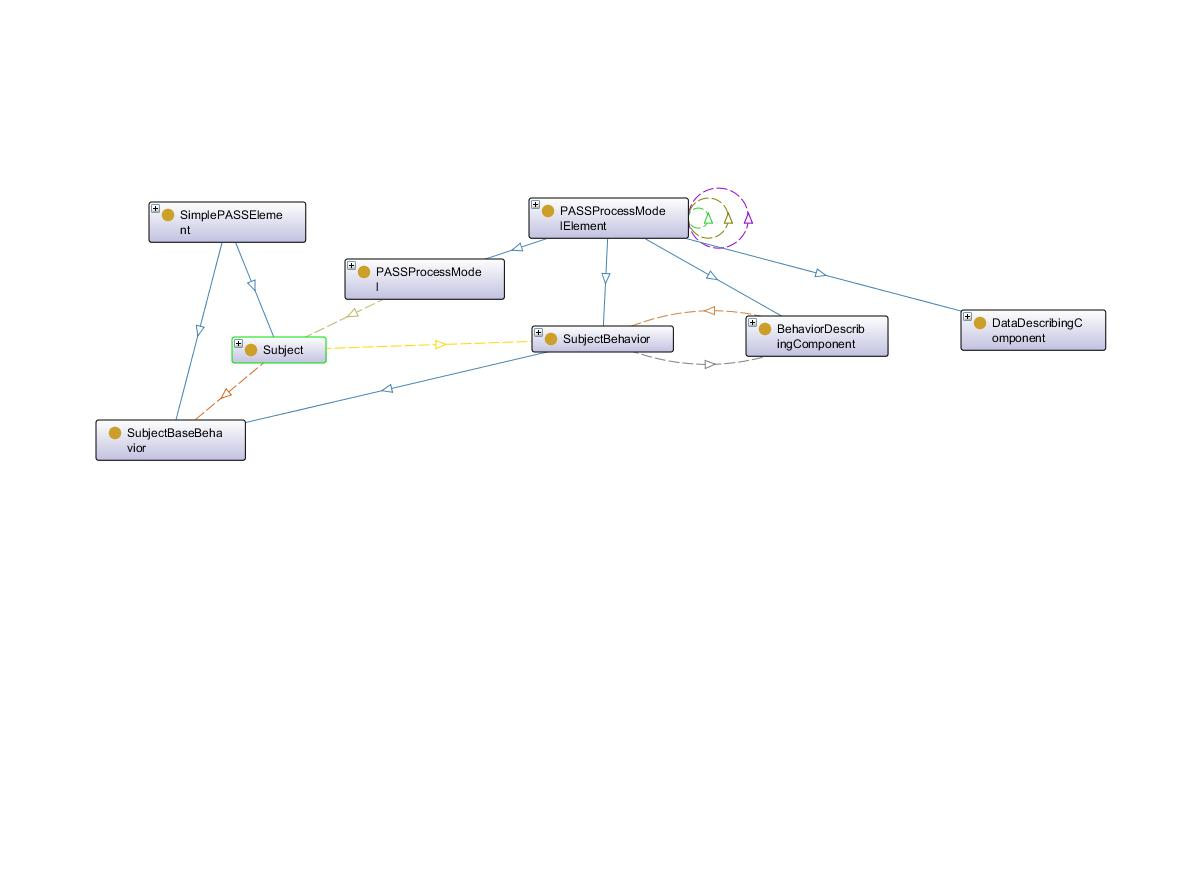 SimplePASSEleme
nt
PASSProcessMode
lElement
PASSProcessMode
l
Subject
SubjectBehavior
BehaviorDescrib
ingComponent
DataDescribingC
omponent
SubjectBaseBeha
vior